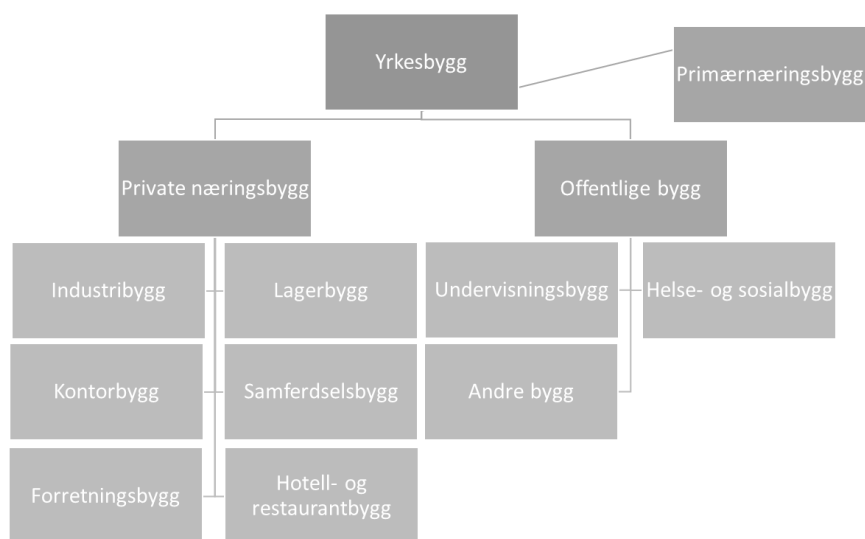 Yrkesbygg
Primærnæringsbygg
Private næringsbygg
Offentlige bygg
Industribygg
Lagerbygg
Undervisningsbygg
Helse- og sosialbygg
Kontorbygg
Samferdselsbygg
Andre bygg
Forretningsbygg
Hotell- og
restaurantbygg